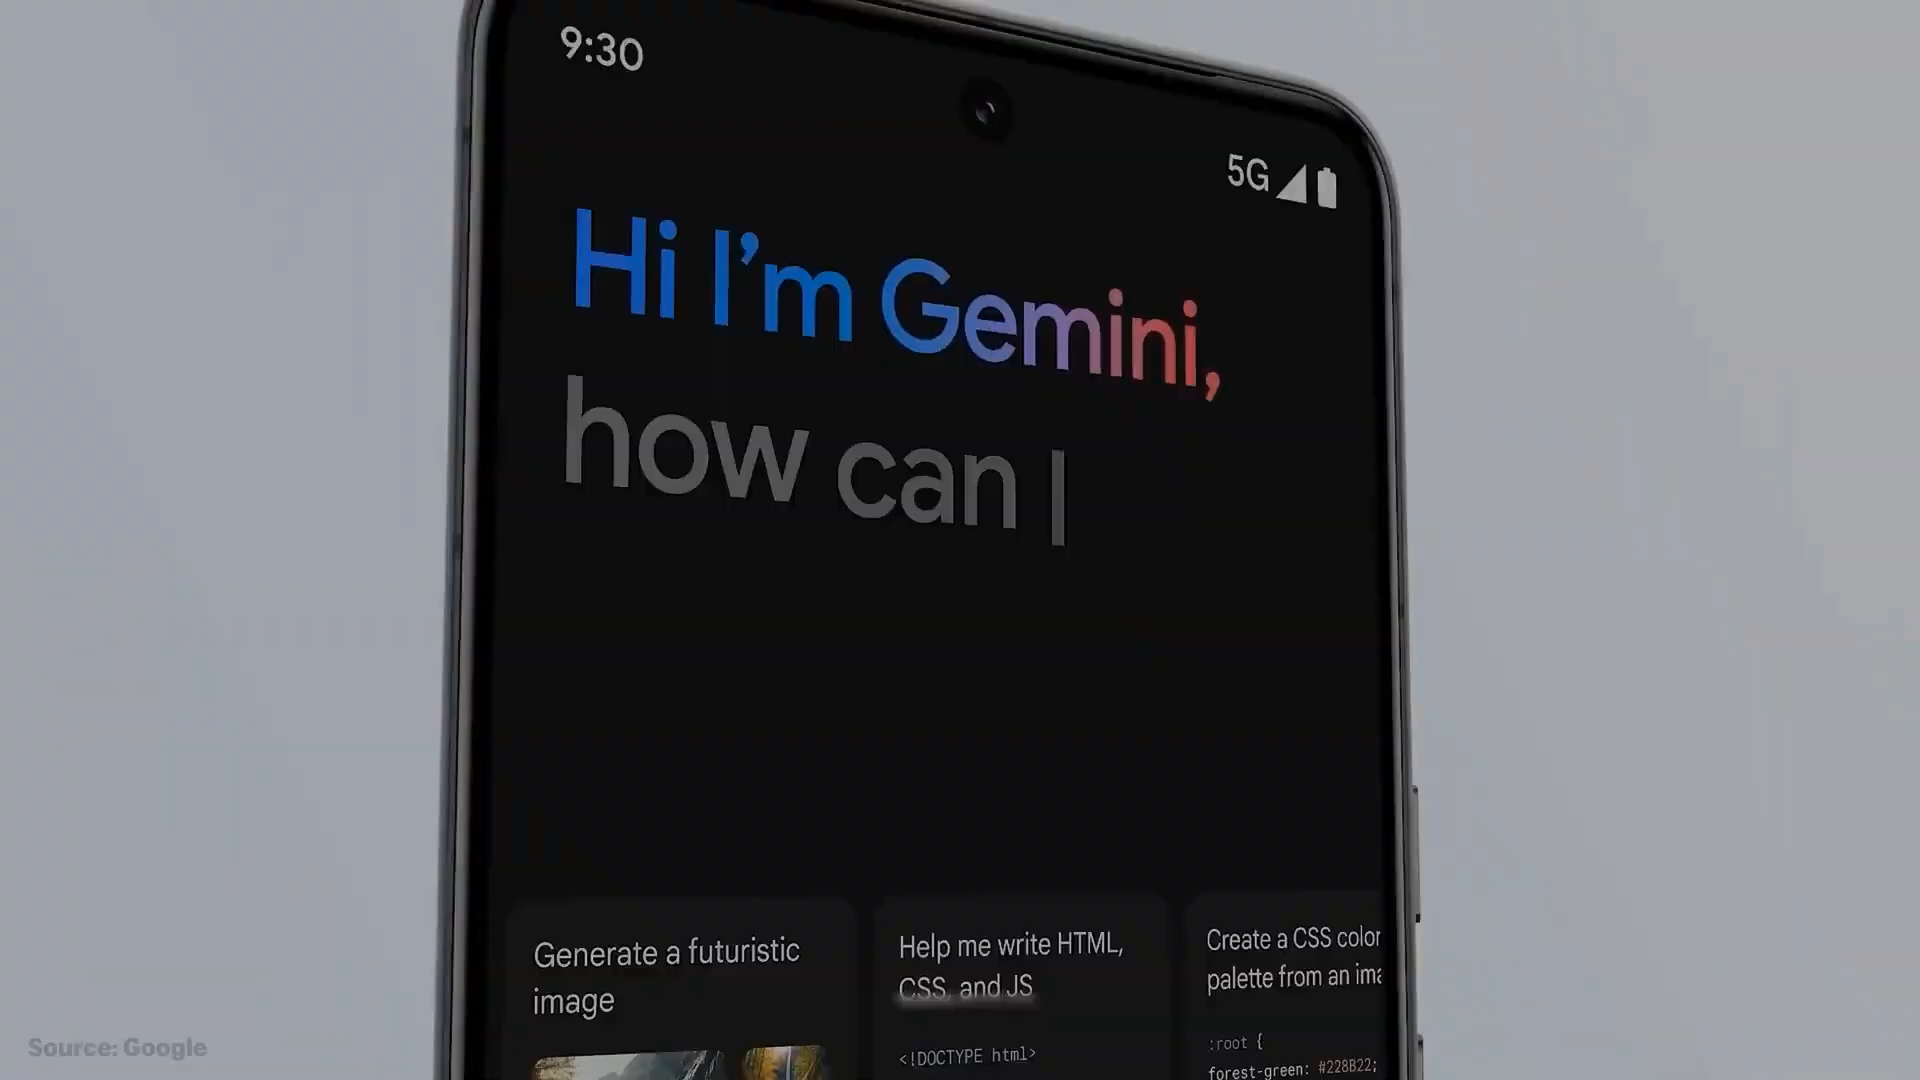 9:30
5G
Hi I'm Gemini,
how can I
Generate a futuristic
image
Help me write HTML,
CSS, and JS
<!DOCTYPE html>
Create a CSS color
palette from an
:root {
forest-green: #228B22;
Source: Google